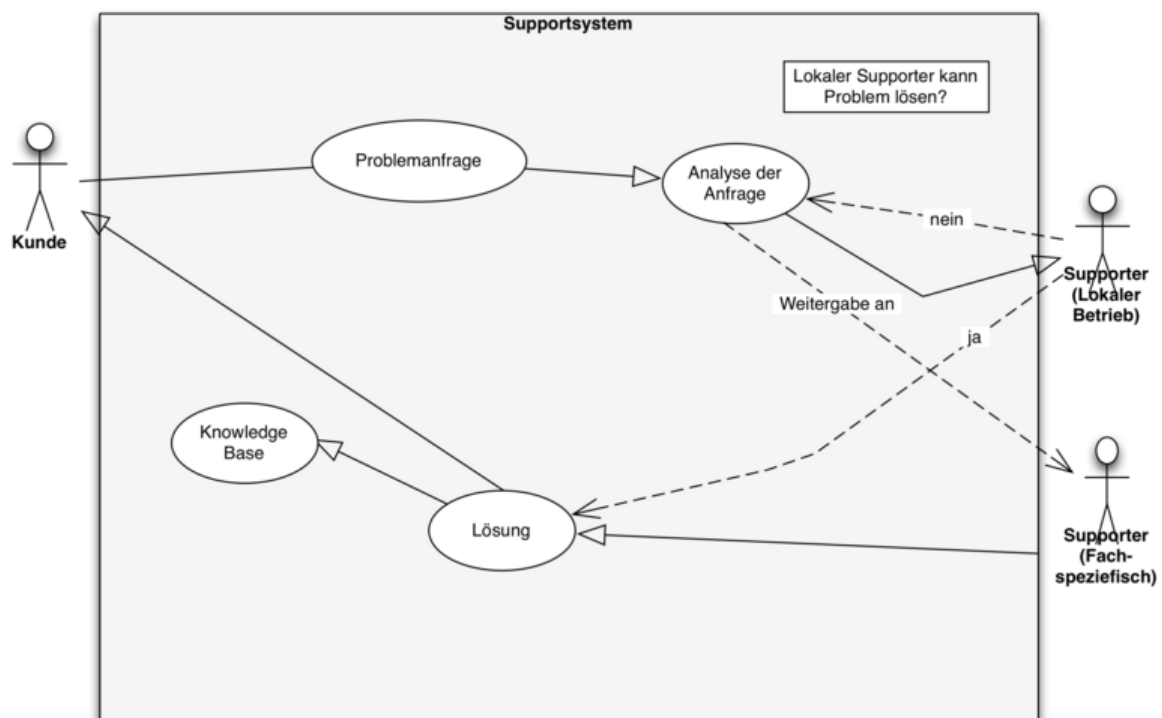 Supportsystem
Lokaler Supporter kann
Problem lösen?
Problemanfrage
Analyse der
Anfrage
nein
Kunde
Supporter
(Lokaler
Betrieb)
Weitergabe an
ja
Knowledge
Base
Lösung
Supporter
(Fach-
speziefisch)